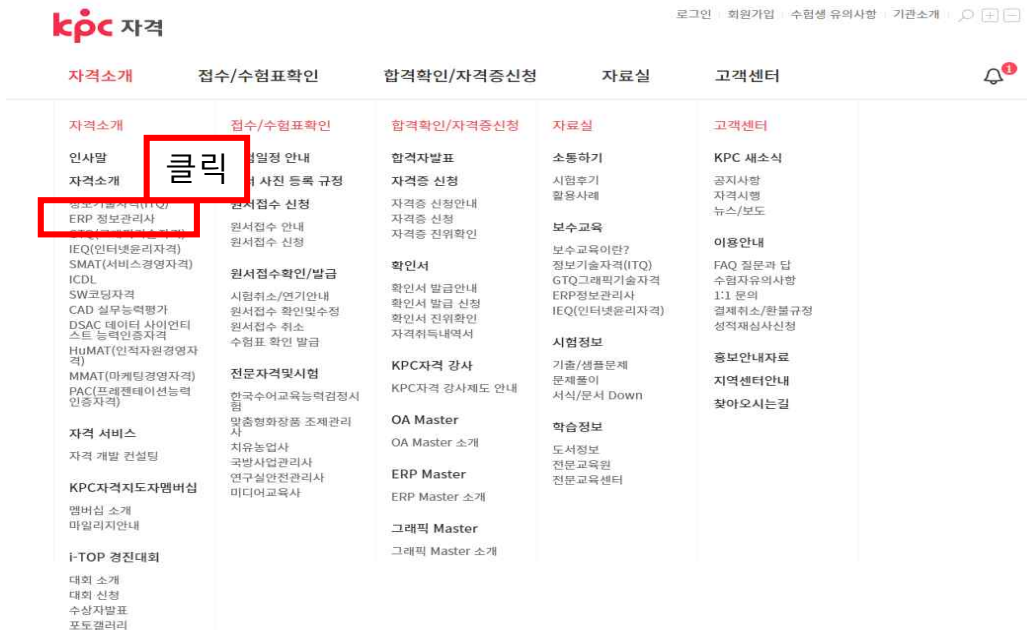 kpc 자격
로그인 회원가입 수험생 유의사항 기관소개
자격소개 접수/수험표확인 합격확인/자격증신청 자료실 고객센터 1
자격소개
인사말
자격소개
정보기술자격(ITQ)
ERP 정보관리사
IEQ(인터넷윤리자격)
SMAT(서비스경영자격)
ICDL
SW코딩자격
CAD 실무능력평가
DSAC 데이터 사이언티
스트 능력인증자격
HuMAT(인적자원경영자
격)
MMAT(마케팅경영자격)
PAC(프레젠테이션능력
인증자격)
자격 서비스
자격 개발 컨설팅
KPC자격지도자멤버십
멤버십 소개
마일리지안내
i-TOP 경진대회
대회 소개
대회 신청
수상자발표
포토갤러리
클릭
접수/수험표확인
일정 안내
사진 등록 규정
원서접수 신청
원서접수 안내
원서접수 신청
원서접수확인/발급
시험취소/연기안내
원서접수 확인및수정
원서접수 취소
수험표 확인 발급
전문자격및시험
한국수어교육능력검정시
험
맞춤형화장품 조제관리
사
치유농업사
국방사업관리사
연구실안전관리사
미디어교육사
합격확인/자격증신청
합격자발표
자격증 신청
자격증 신청안내
자격증 신청
자격증 진위확인
확인서
확인서 발급안내
확인서 발급 신청
확인서 진위확인
자격취득내역서
KPC자격 강사
KPC자격 강사제도 안내
OA Master
OA Master 소개
ERP Master
ERP Master 소개
그래픽 Master
그래픽 Master 소개
자료실
소통하기
시험후기
활용사례
보수교육
보수교육이란?
정보기술자격(ITQ)
GTQ그래픽기술자격
ERP정보관리사
IEQ(인터넷윤리자격)
시험정보
기출/샘플문제
문제풀이
서식/문서 Down
학습정보
도서정보
전문교육원
전문교육센터
고객센터
KPC 새소식
공지사항
자격시행
뉴스/보도
이용안내
FAQ 질문과 답
수험자유의사항
1:1 문의
결제취소/환불규정
성적재심사신청
홍보안내자료
지역센터안내
찾아오시는길